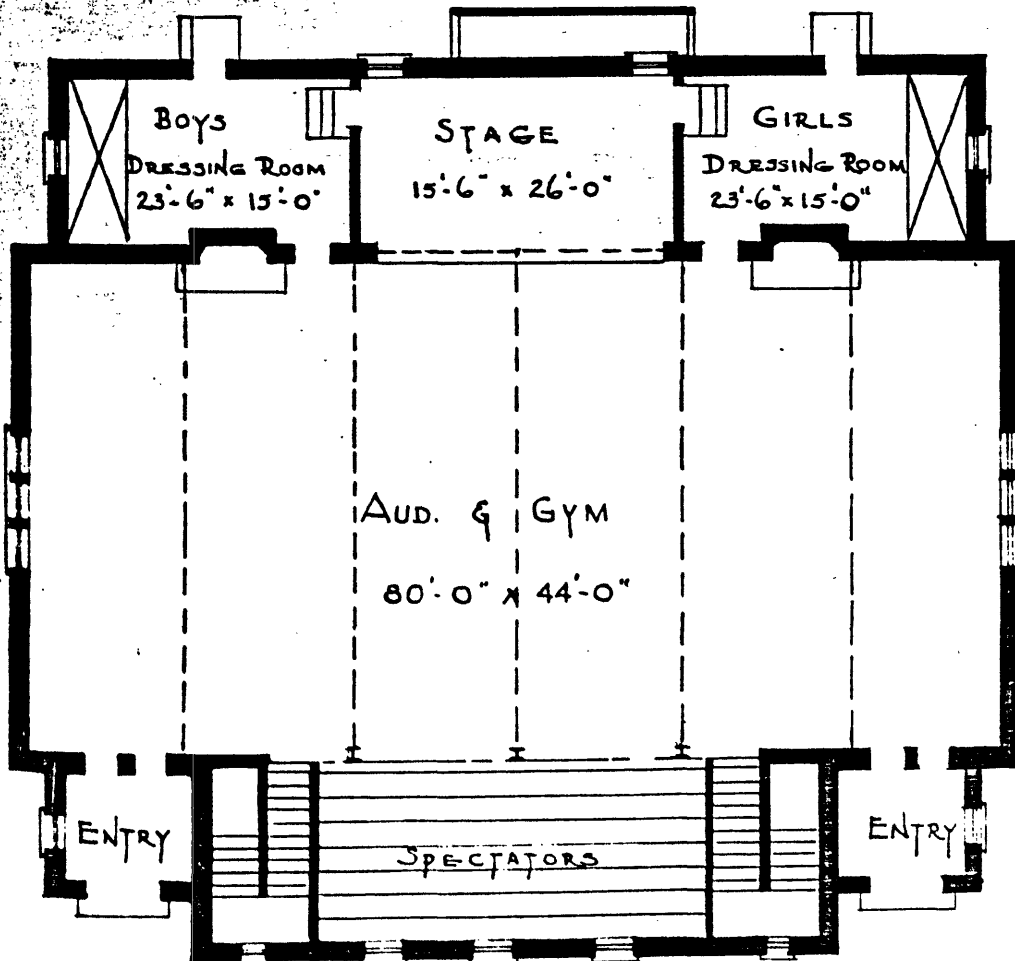 BOYS
DRESSING ROOM
23'-6" x 15'-0"
STAGE
15'-6" x 26'-0"
GIRLS
DRESSING ROOM
23'-6" x 15'-0"
AUD. & GYM
80'-0" x 44'-0"
ENTRY
SPECTATORS
ENTRY